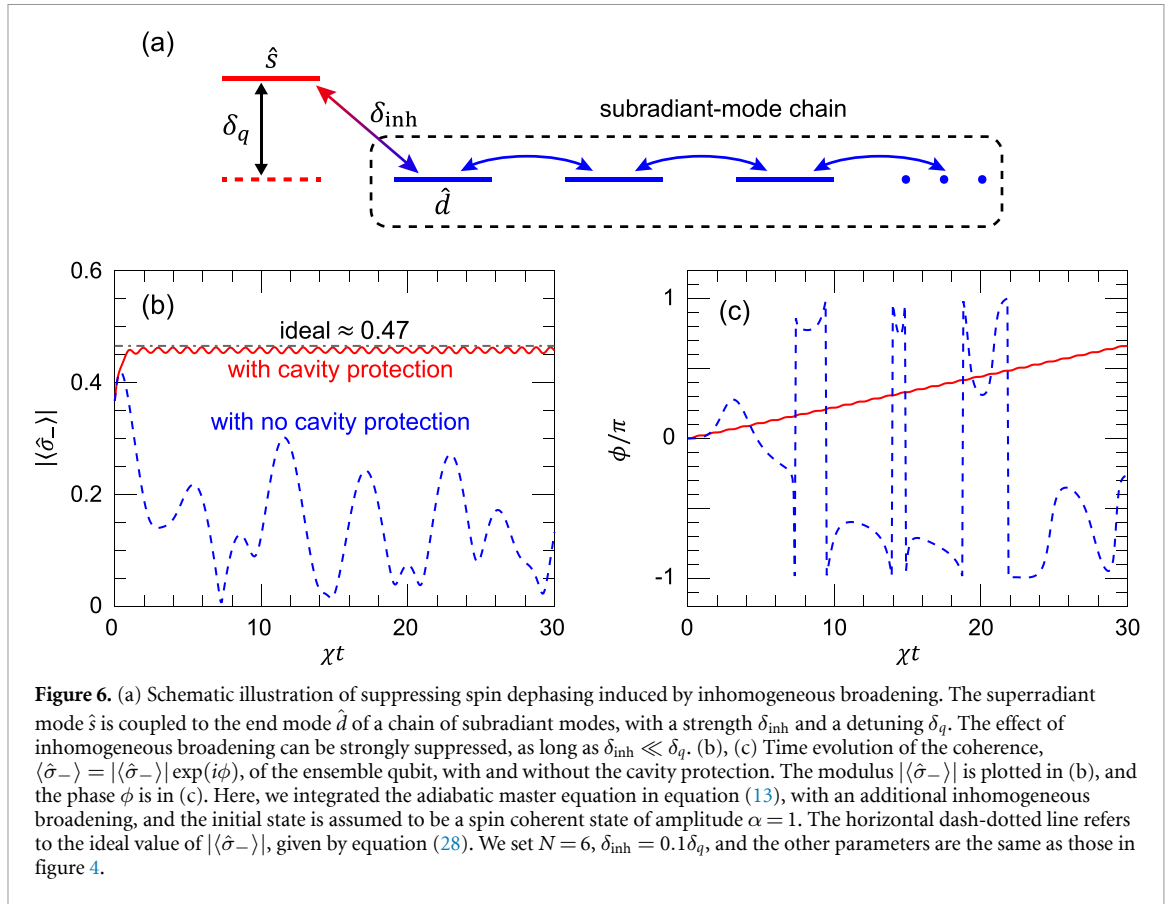 (a)
ŝ
δ_q
δ_inh
subradiant-mode chain
d̂
(b)
0.6
0.4
0.2
0
ideal ≈ 0.47
with cavity protection
with no cavity protection
|⟨σ̂₋⟩|
0
10
20
30
χt
(c)
1
0
-1
ϕ/π
0
10
20
30
χt
Figure 6. (a) Schematic illustration of suppressing spin dephasing induced by inhomogeneous broadening. The superradiant
mode ŝ is coupled to the end mode d̂ of a chain of subradiant modes, with a strength δ_inh and a detuning δ_q. The effect of
inhomogeneous broadening can be strongly suppressed, as long as δ_inh ≪ δ_q. (b), (c) Time evolution of the coherence,
⟨σ̂₋⟩ = |⟨σ̂₋⟩| exp(iϕ), of the ensemble qubit, with and without the cavity protection. The modulus |⟨σ̂₋⟩| is plotted in (b), and
the phase ϕ is in (c). Here, we integrated the adiabatic master equation in equation (13), with an additional inhomogeneous
broadening, and the initial state is assumed to be a spin coherent state of amplitude α = 1. The horizontal dash-dotted line refers
to the ideal value of |⟨σ̂₋⟩|, given by equation (28). We set N = 6, δ_inh = 0.1δ_q, and the other parameters are the same as those in
figure 4.